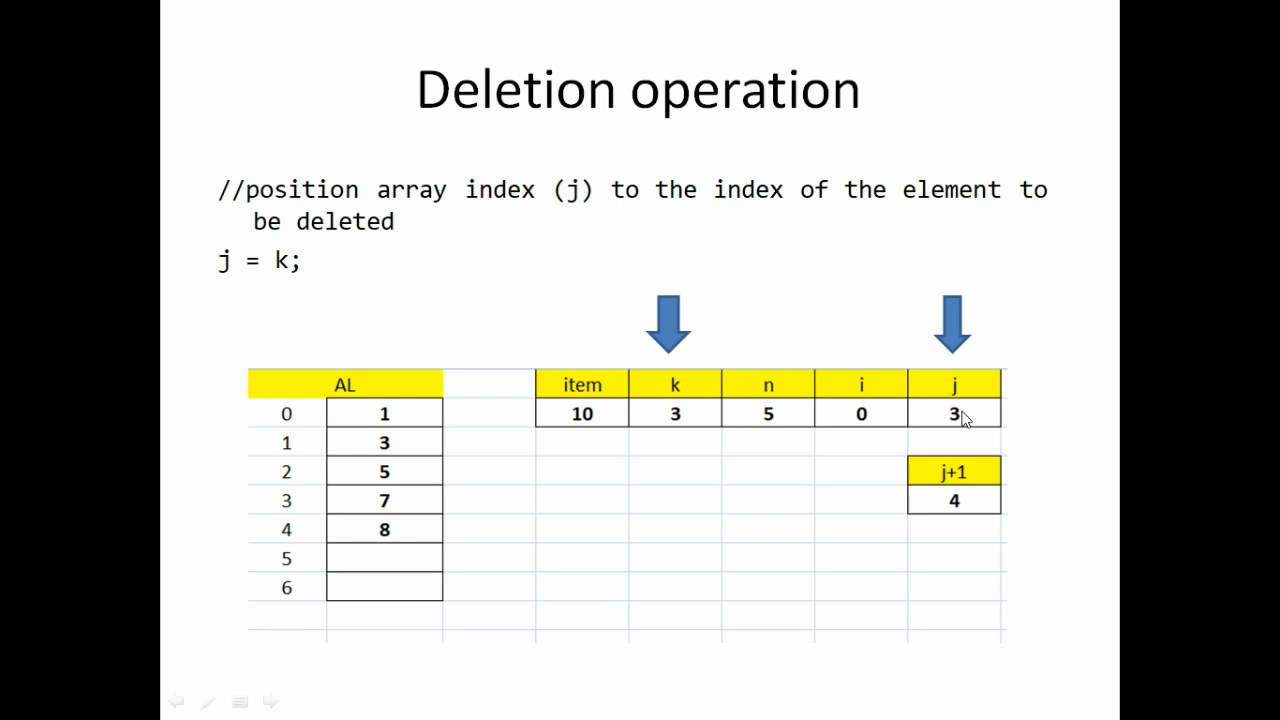 Deletion operation
//position array index (j) to the index of the element to
be deleted
j = k;
AL item k n i j
0 1 10 3 5 0 3
1 3
2 5 j+1
3 7 4
4 8
5
6